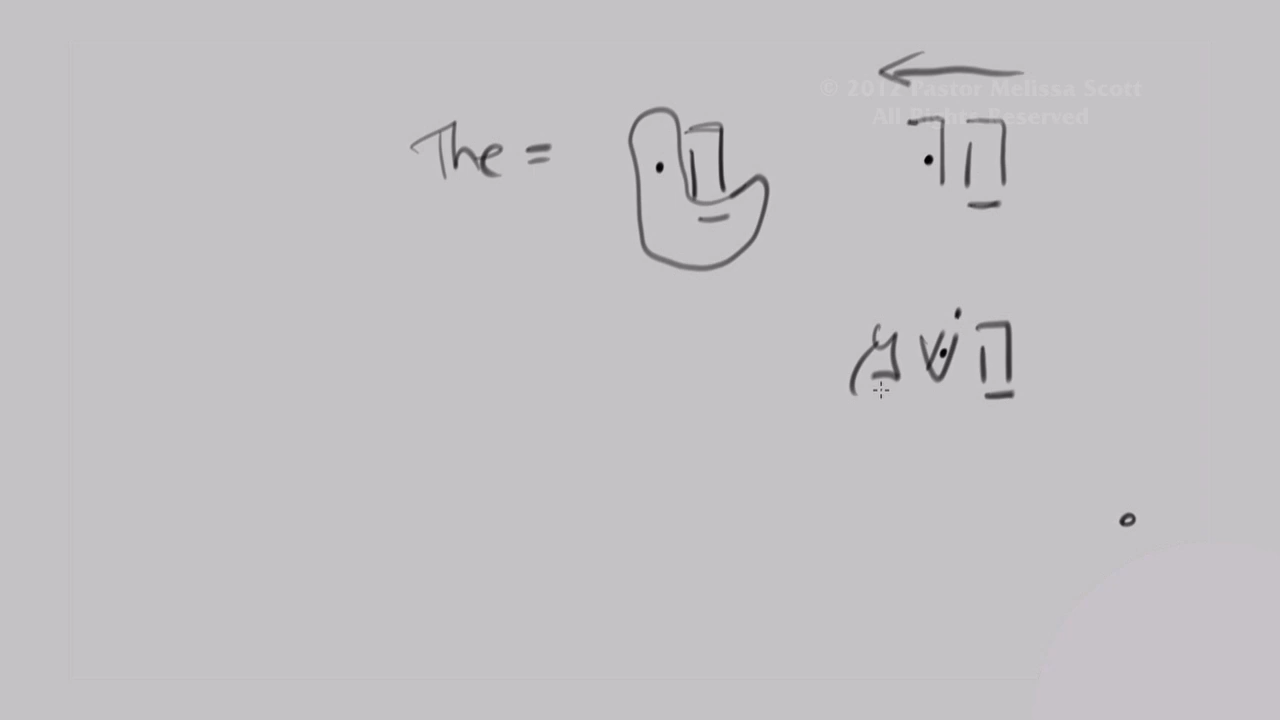 © 2012 Pastor Melissa Scott
All Rights Reserved
The = הַ
הַשּׁמ